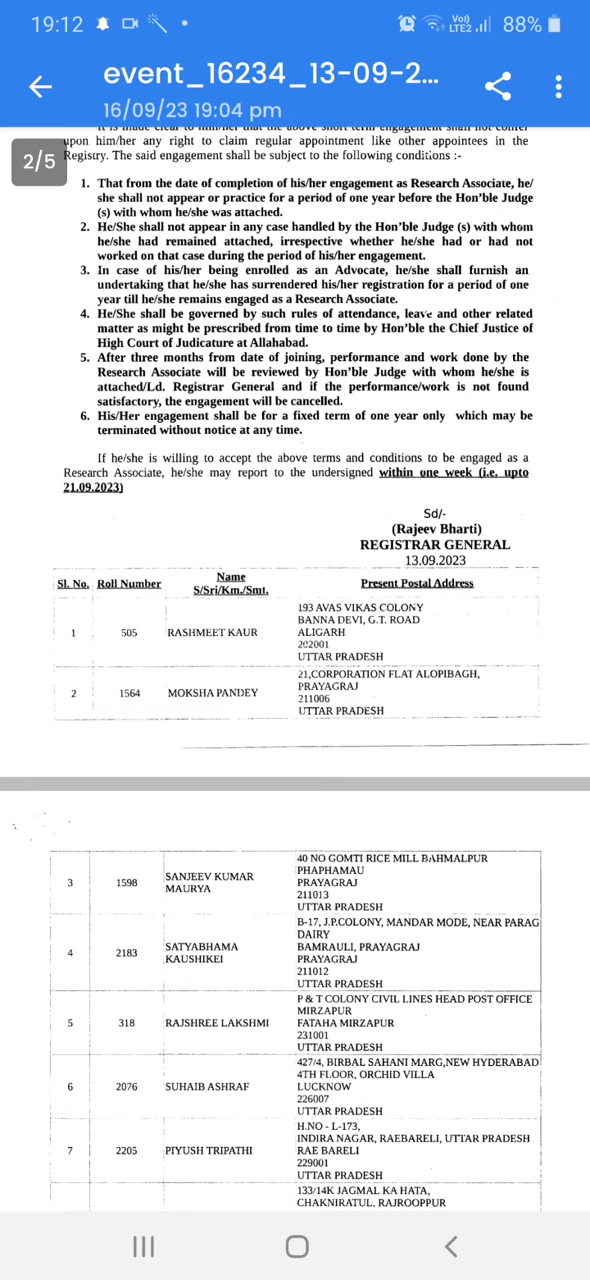 19:12
Vo))
LTE2
88%
event_16234_13-09-2...
16/09/23 19:04 pm
2/5
It is made clear to him/her that the above short term engagement shall not confer
upon him/her any right to claim regular appointment like other appointees in the
Registry. The said engagement shall be subject to the following conditions :-
1. That from the date of completion of his/her engagement as Research Associate, he/
she shall not appear or practice for a period of one year before the Hon'ble Judge
(s) with whom he/she was attached.
2. He/She shall not appear in any case handled by the Hon'ble Judge (s) with whom
he/she had remained attached, irrespective whether he/she had or had not
worked on that case during the period of his/her engagement.
3. In case of his/her being enrolled as an Advocate, he/she shall furnish an
undertaking that he/she has surrendered his/her registration for a period of one
year till he/she remains engaged as a Research Associate.
4. He/She shall be governed by such rules of attendance, leave and other related
matter as might be prescribed from time to time by Hon'ble the Chief Justice of
High Court of Judicature at Allahabad.
5. After three months from date of joining, performance and work done by the
Research Associate will be reviewed by Hon'ble Judge with whom he/she is
attached/Ld. Registrar General and if the performance/work is not found
satisfactory, the engagement will be cancelled.
6. His/Her engagement shall be for a fixed term of one year only which may be
terminated without notice at any time.
If he/she is willing to accept the above terms and conditions to be engaged as a
Research Associate, he/she may report to the undersigned within one week (i.e. upto
21.09.2023)
Sd/-
(Rajeev Bharti)
REGISTRAR GENERAL
13.09.2023
Sl. No. Roll Number Name S/Sri/Km./Smt. Present Postal Address
1 505 RASHMEET KAUR 193 AVAS VIKAS COLONY
BANNA DEVI, G.T. ROAD
ALIGARH
202001
UTTAR PRADESH
2 1564 MOKSHA PANDEY 21,CORPORATION FLAT ALOPIBAGH,
PRAYAGRAJ
211006
UTTAR PRADESH
3 1598 SANJEEV KUMAR MAURYA 40 NO GOMTI RICE MILL BAHMALPUR
PHAPHAMAU
PRAYAGRAJ
211013
UTTAR PRADESH
4 2183 SATYABHAMA KAUSHIKEI B-17, J.P.COLONY, MANDAR MODE, NEAR PARAG
DAIRY
BAMRAULI, PRAYAGRAJ
PRAYAGRAJ
211012
UTTAR PRADESH
5 318 RAJSHREE LAKSHMI P & T COLONY CIVIL LINES HEAD POST OFFICE
MIRZAPUR
FATAHA MIRZAPUR
231001
UTTAR PRADESH
6 2076 SUHAIB ASHRAF 427/4, BIRBAL SAHANI MARG,NEW HYDERABAD
4TH FLOOR, ORCHID VILLA
LUCKNOW
226007
UTTAR PRADESH
7 2205 PIYUSH TRIPATHI H.NO - L-173,
INDIRA NAGAR, RAEBARELI, UTTAR PRADESH
RAE BARELI
229001
UTTAR PRADESH
133/14K JAGMAL KA HATA,
CHAKNIRATUL, RAJROOPPUR